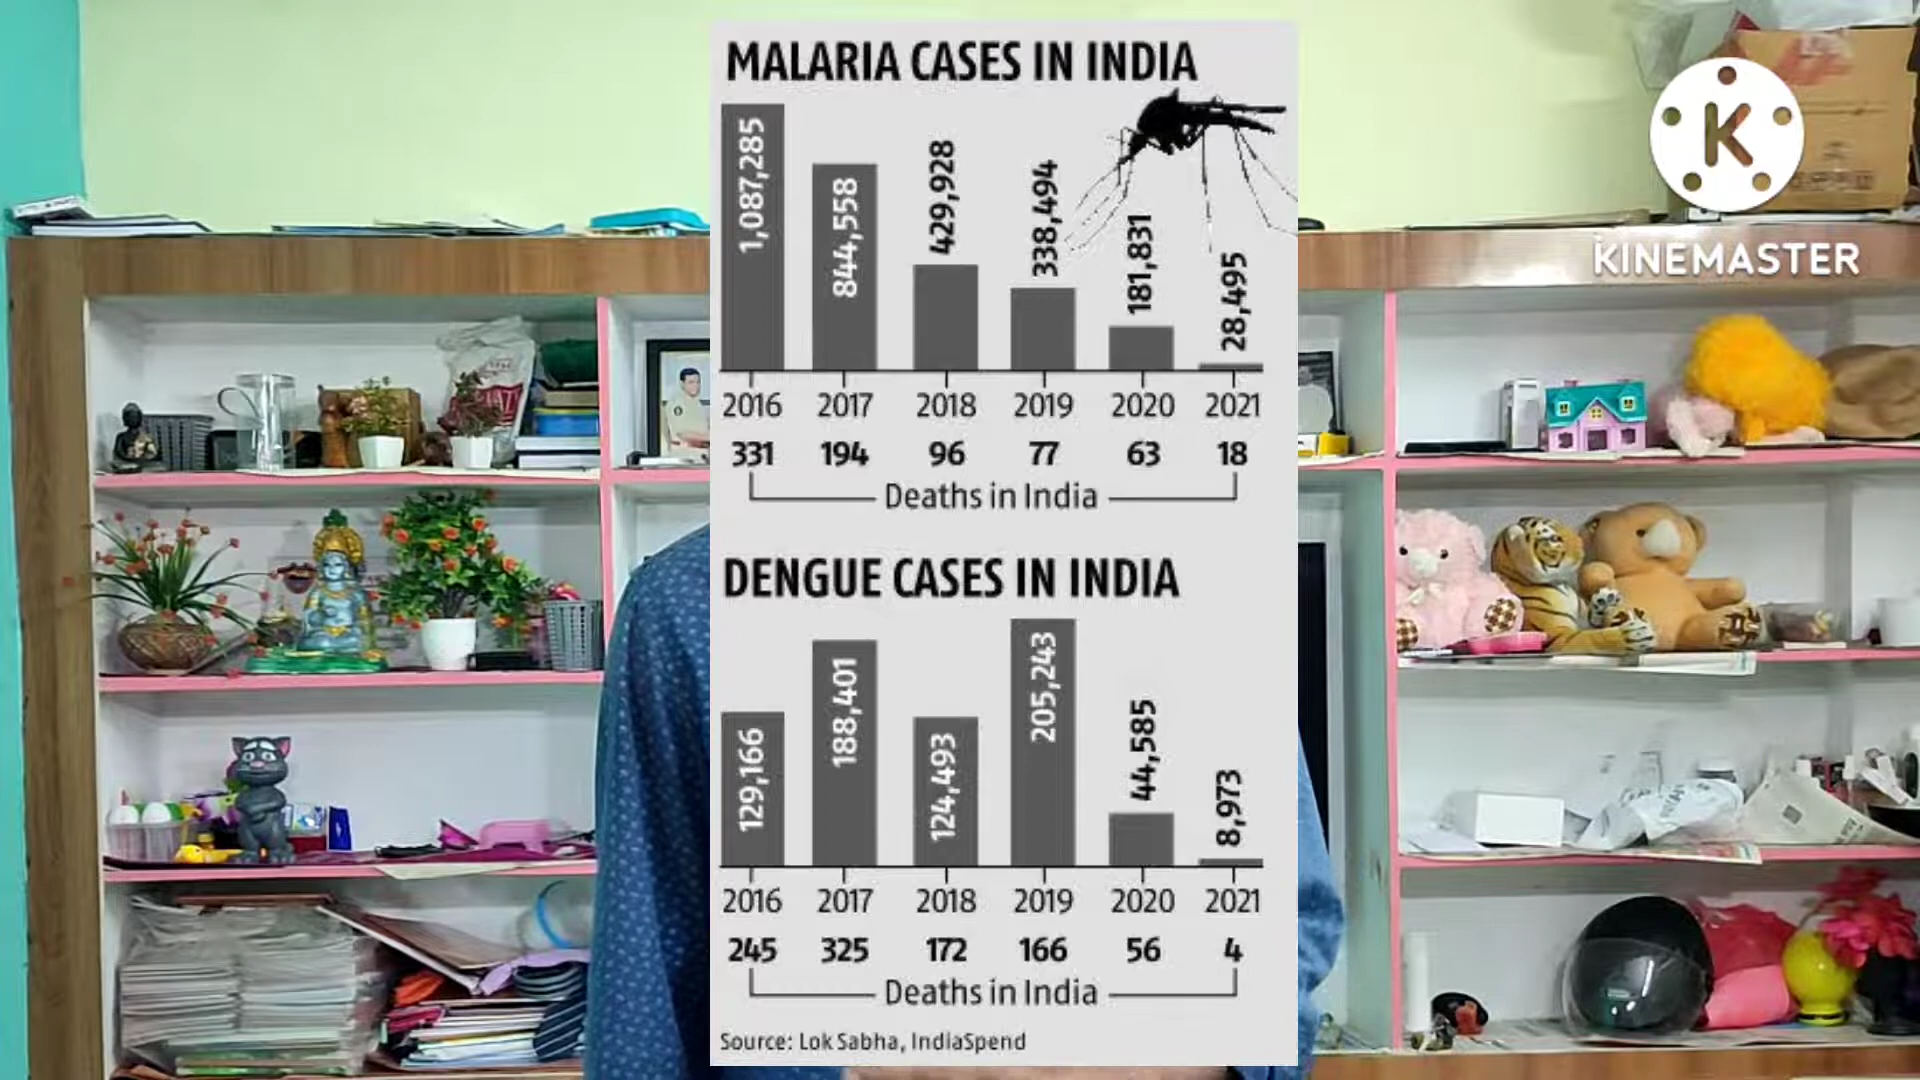 MALARIA CASES IN INDIA
1,087,285
844,558
429,928
338,494
181,831
28,495
2016 2017 2018 2019 2020 2021
331 194 96 77 63 18
Deaths in India
DENGUE CASES IN INDIA
129,166
188,401
124,493
205,243
44,585
8,973
2016 2017 2018 2019 2020 2021
245 325 172 166 56 4
Deaths in India
Source: Lok Sabha, IndiaSpend
K
KINEMASTER